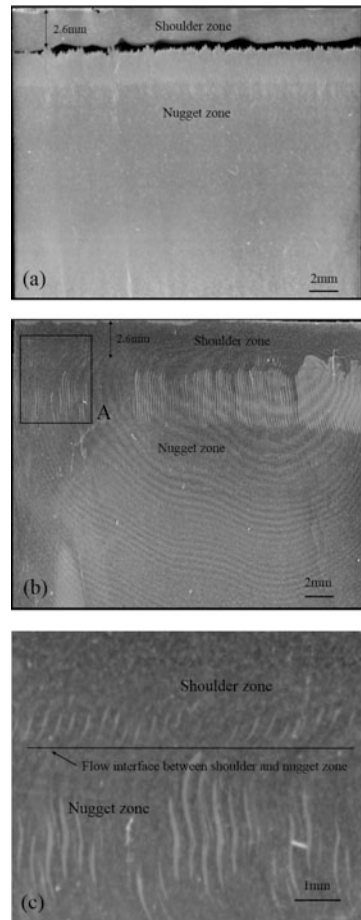 2.6mm
Shoulder zone
Nugget zone
(a)
2mm
2.6mm
Shoulder zone
A
Nugget zone
(b)
2mm
Shoulder zone
Flow interface between shoulder and nugget zone
Nugget zone
1mm
(c)